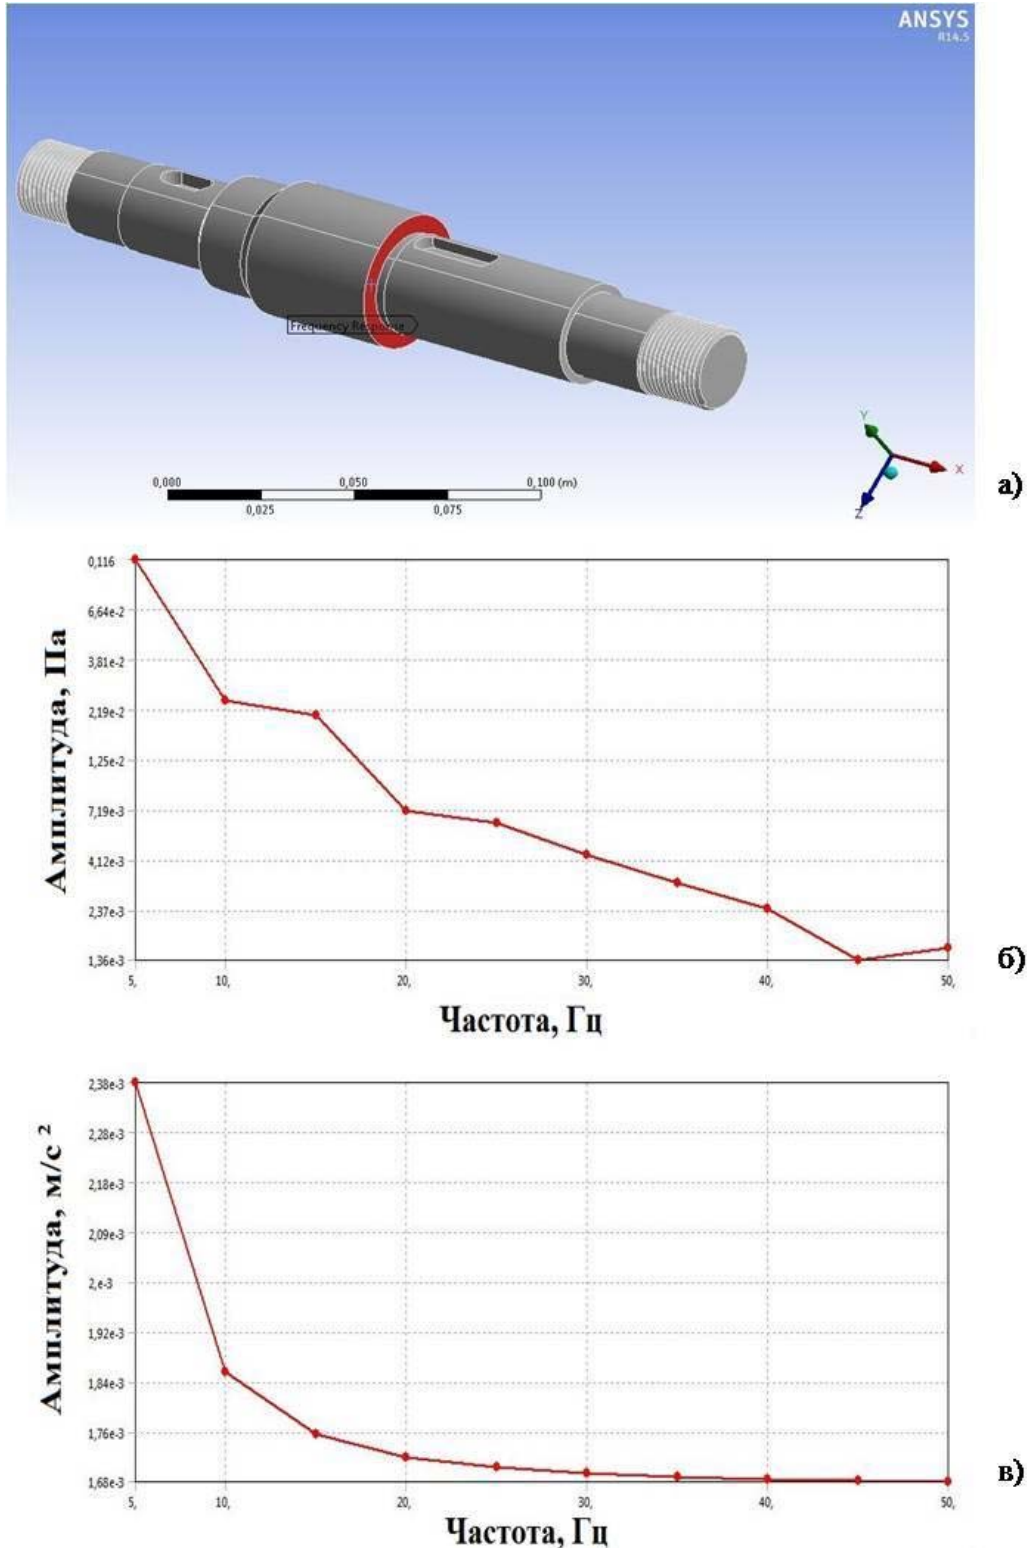 ANSYS
R14.5
Frequency Response
Y
X
Z
0,000 0,050 0,100 (m)
0,025 0,075
а)
Амплитуда, Па
0,116
6,64e-2
3,81e-2
2,19e-2
1,25e-2
7,19e-3
4,12e-3
2,37e-3
1,36e-3
5, 10, 20, 30, 40, 50,
Частота, Гц
б)
Амплитуда, м/с ²
2,38e-3
2,28e-3
2,18e-3
2,09e-3
2,e-3
1,92e-3
1,84e-3
1,76e-3
1,68e-3
5, 10, 20, 30, 40, 50,
Частота, Гц
в)